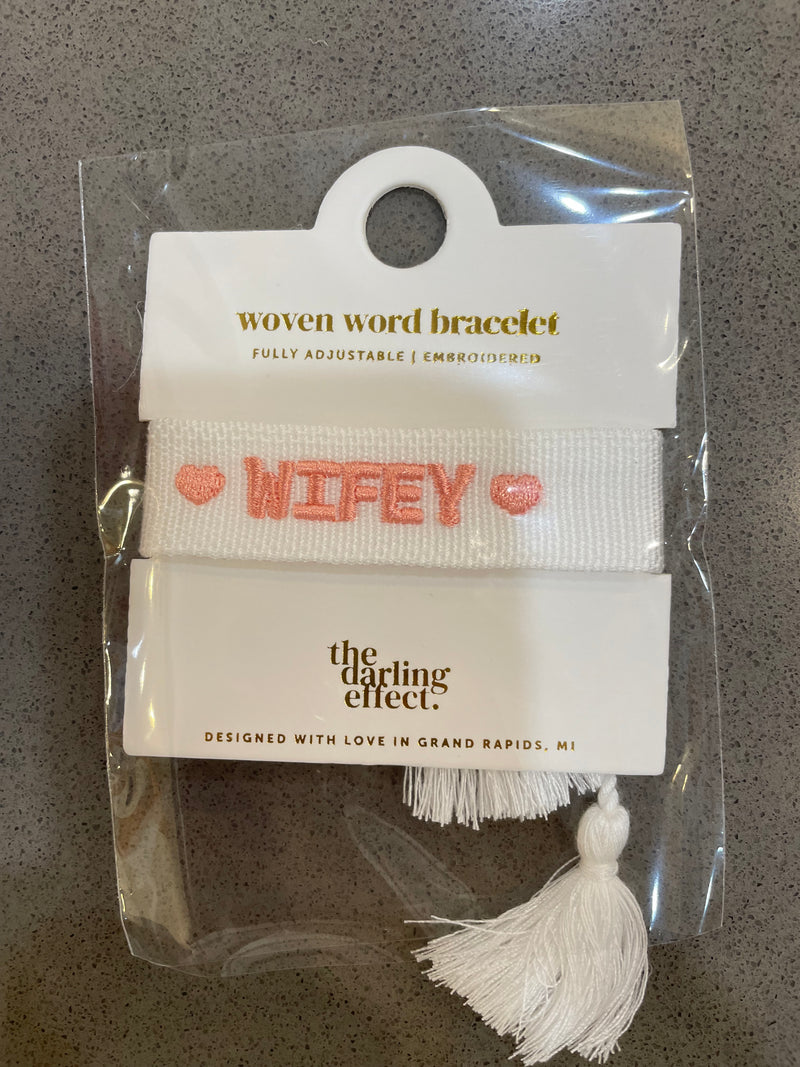 woven word bracelet
FULLY ADJUSTABLE | EMBROIDERED
WIFEY
the
darling
effect.
DESIGNED WITH LOVE IN GRAND RAPIDS, MI